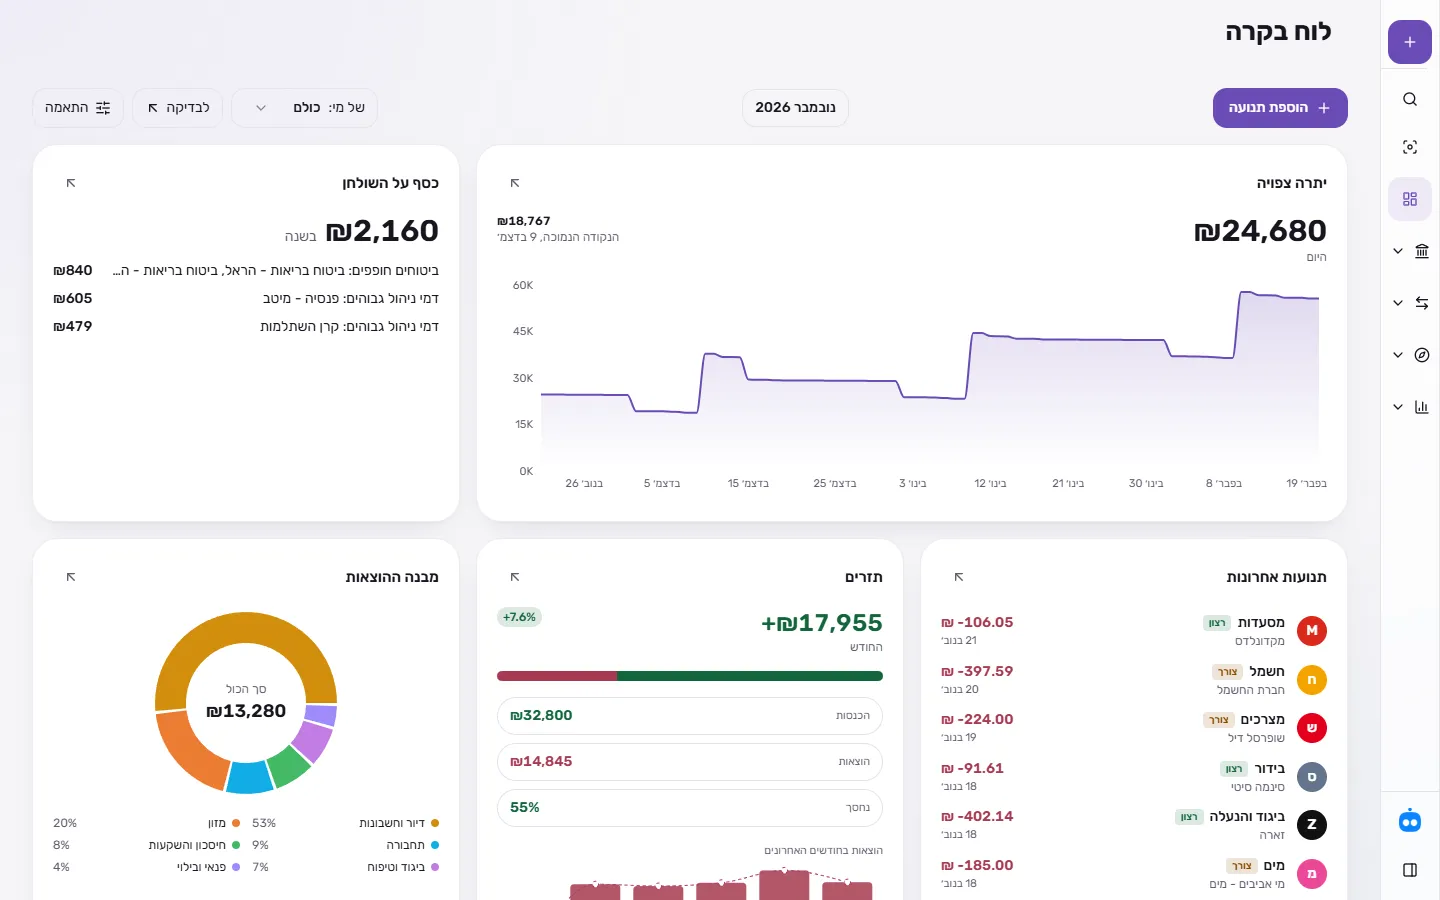 לוח בקרה
הוספת תנועה
נובמבר 2026
של מי: כולם
לבדיקה
התאמה
יתרה צפויה
₪24,680
היום
₪18,767
הנקודה הנמוכה, 9 בדצמ׳
60K
45K
30K
15K
0K
בנוב׳ 26
בדצמ׳ 5
בדצמ׳ 15
בדצמ׳ 25
בינו׳ 3
בינו׳ 12
בינו׳ 21
בינו׳ 30
בפבר׳ 8
בפבר׳ 19
כסף על השולחן
₪2,160 בשנה
ביטוחים חופפים: ביטוח בריאות - הראל, ביטוח בריאות - ה... ₪840
דמי ניהול גבוהים: פנסיה - מיטב ₪605
דמי ניהול גבוהים: קרן השתלמות ₪479
תנועות אחרונות
M מסעדות רצון ₪ -106.05
מקדונלדס 21 בנוב׳
ח חשמל צורך ₪ -397.59
חברת החשמל 20 בנוב׳
ש מצרכים צורך ₪ -224.00
שופרסל דיל 19 בנוב׳
ס בידור רצון ₪ -91.61
סינמה סיטי 18 בנוב׳
Z ביגוד והנעלה רצון ₪ -402.14
זארה 18 בנוב׳
מ מים צורך ₪ -185.00
מי אביבים - מים 18 בנוב׳
תזרים
+₪17,955
+7.6%
החודש
הכנסות ₪32,800
הוצאות ₪14,845
נחסך 55%
הוצאות בחודשים האחרונים
מבנה ההוצאות
סך הכול
₪13,280
דיור וחשבונות 53%
מזון 20%
תחבורה 9%
חיסכון והשקעות 8%
ביגוד וטיפוח 7%
פנאי ובילוי 4%